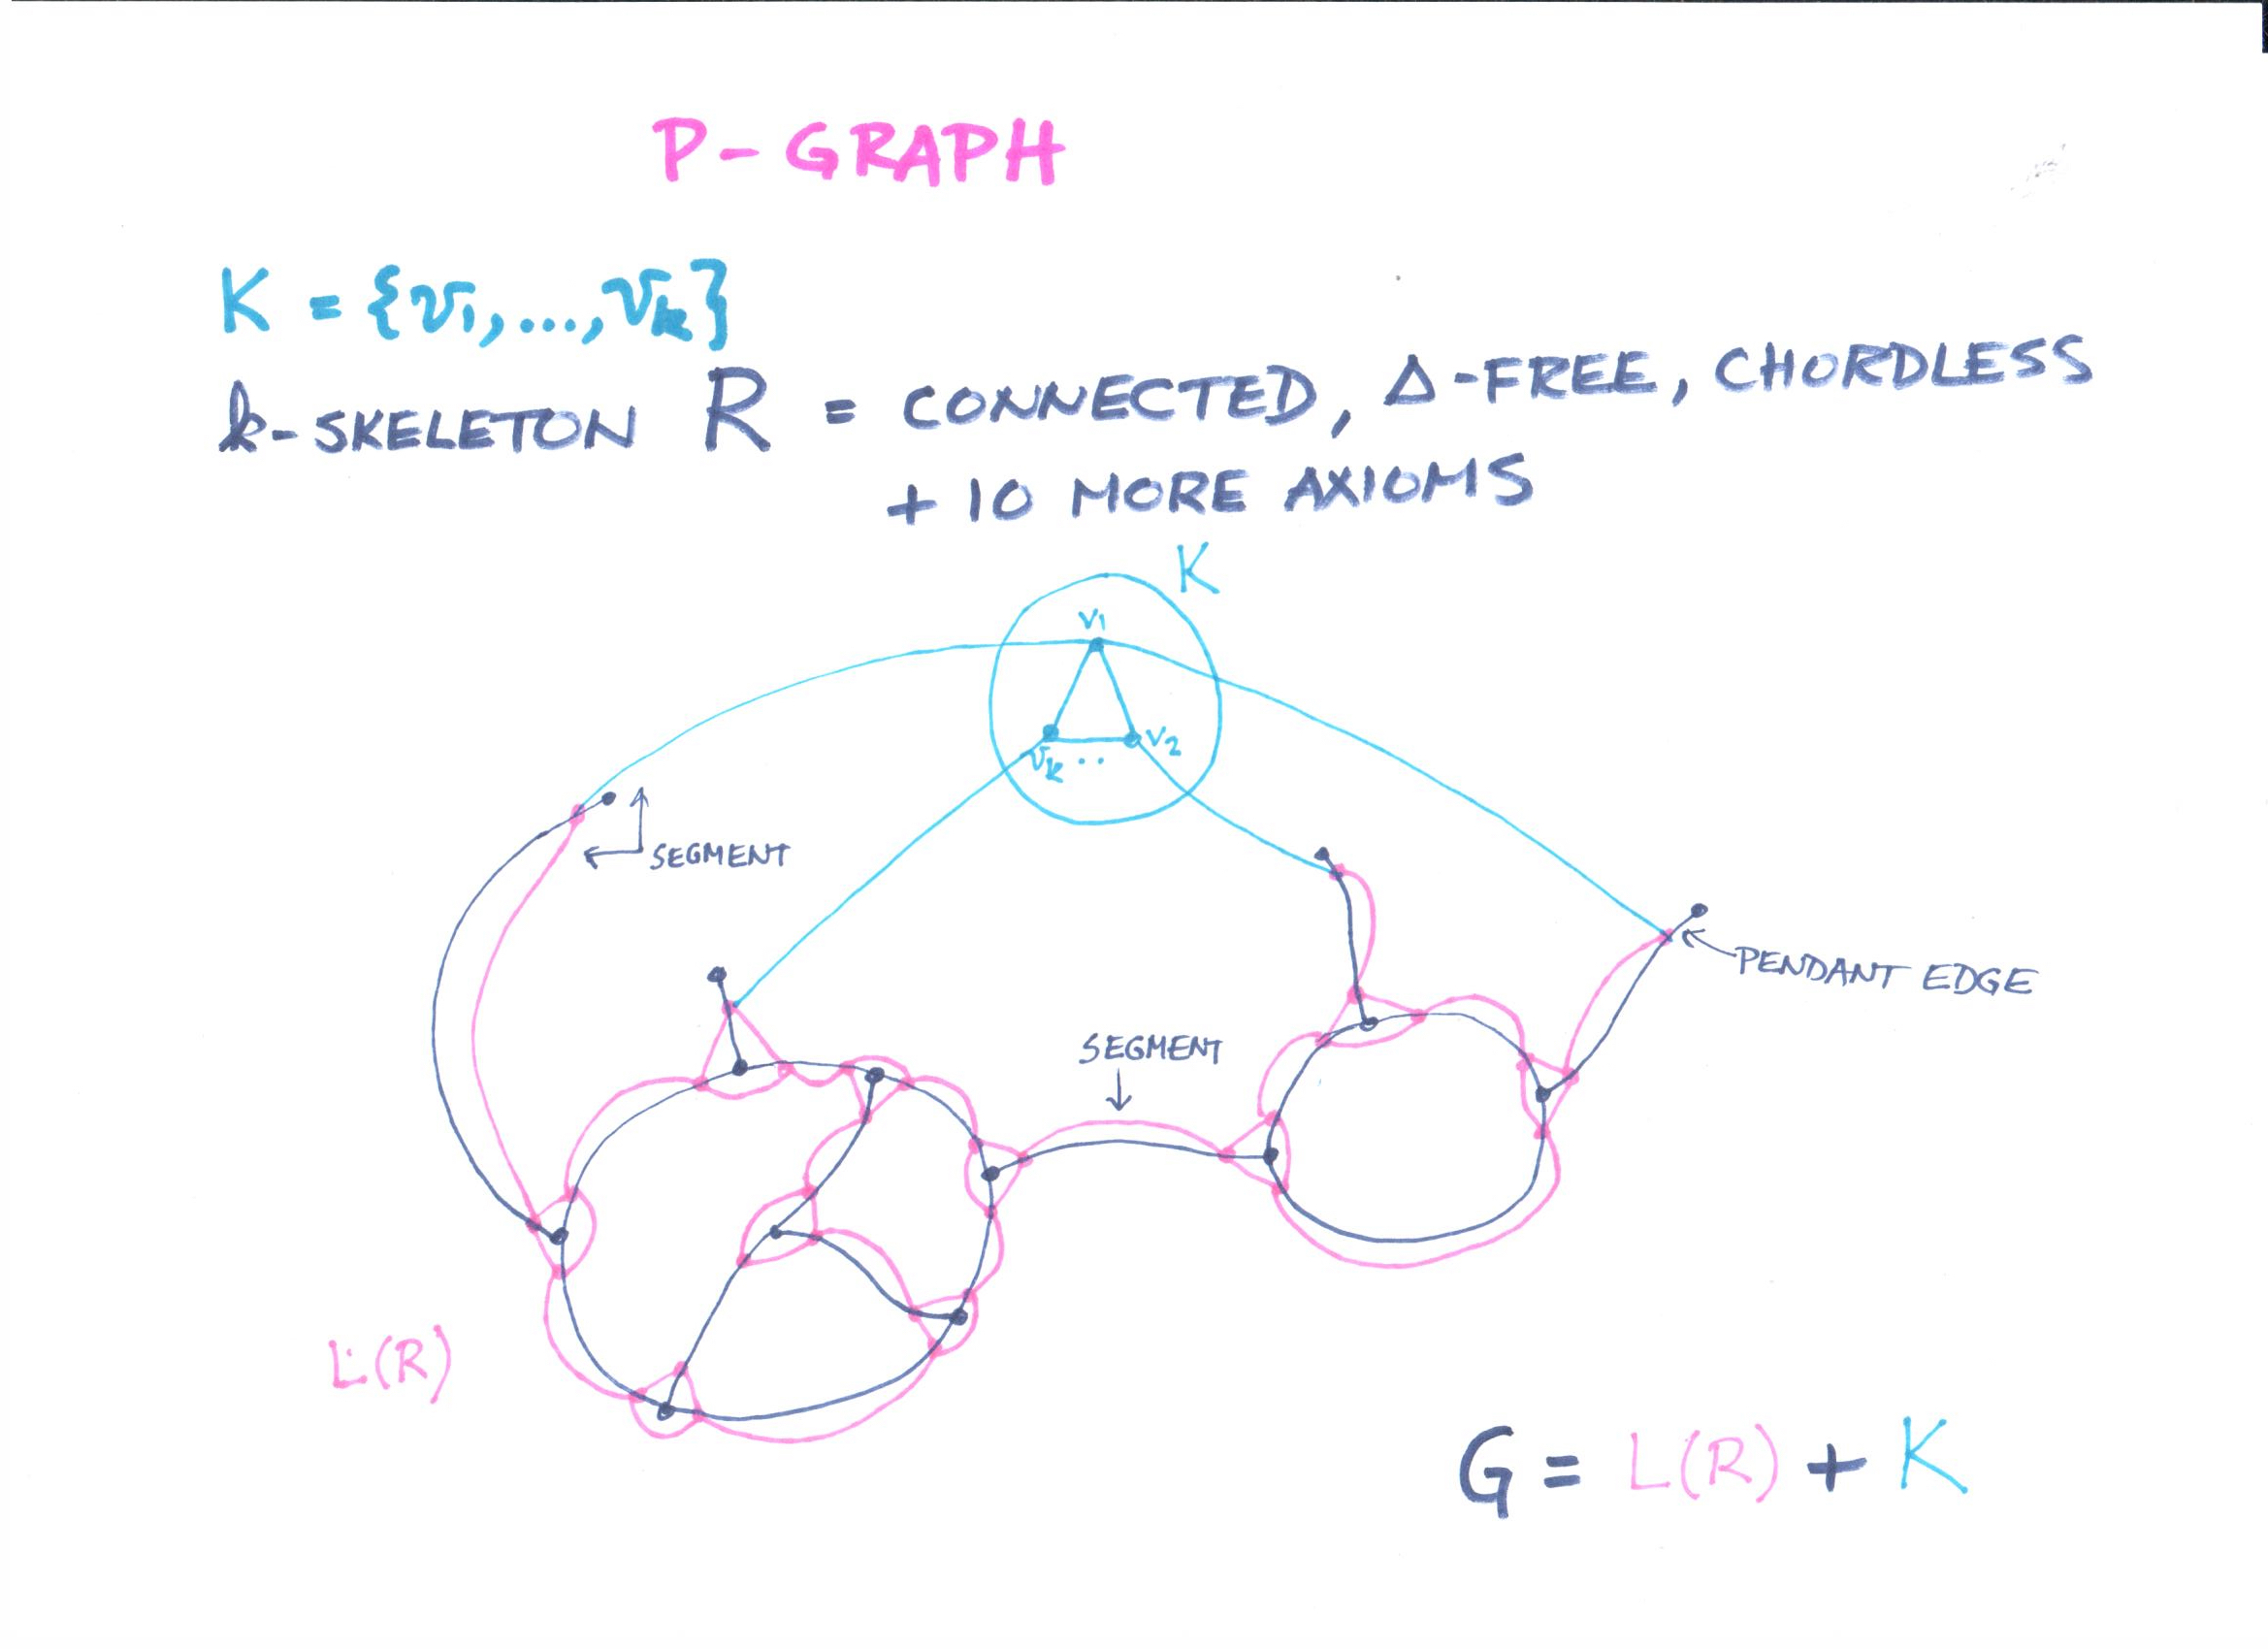 P-GRAPH
K = {v1, ..., vk}
k-SKELETON R = CONNECTED, Δ-FREE, CHORDLESS
+ 10 MORE AXIOMS
K
v1
vk .. v2
SEGMENT
PENDANT EDGE
SEGMENT
L(R)
G = L(R) + K